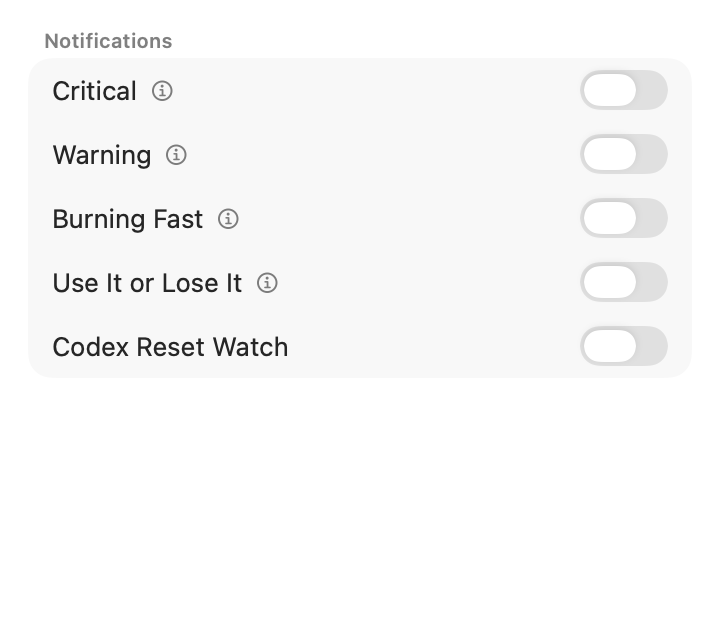 Notifications
Critical
Warning
Burning Fast
Use It or Lose It
Codex Reset Watch